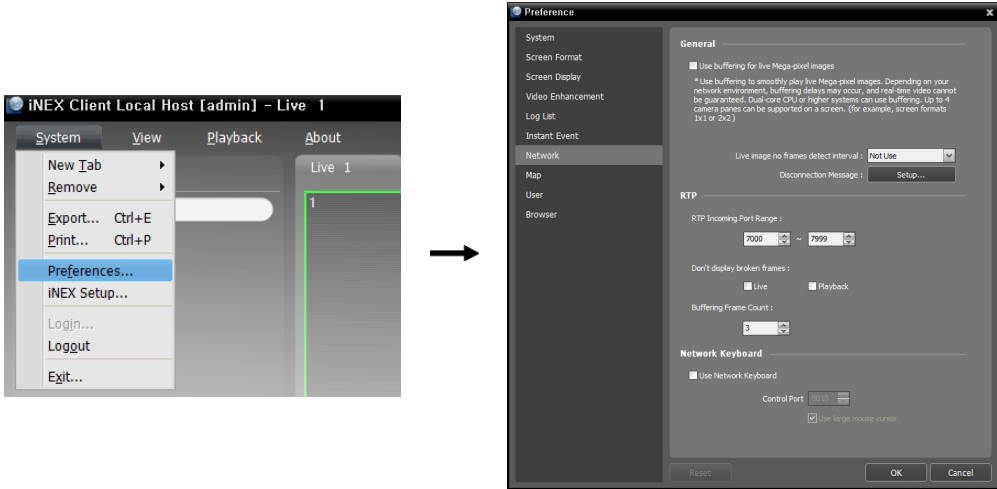 iNEX Client Local Host [admin] – Live 1
System View Playback About
New Tab
Remove
Export... Ctrl+E
Print... Ctrl+P
Preferences...
iNEX Setup...
Login...
Logout
Exit...
Live 1
1
Preference
x
System
Screen Format
Screen Display
Video Enhancement
Log List
Instant Event
Network
Map
User
Browser
General
Use buffering for live Mega-pixel images
* Use buffering to smoothly play live Mega-pixel images. Depending on your
network environment, buffering delays may occur, and real-time video cannot
be guaranteed. Dual-core CPU or higher systems can use buffering. Up to 4
camera panes can be supported on a screen. (for example, screen formats
1x1 or 2x2 )
Live image no frames detect interval : Not Use
Disconnection Message : Setup...
RTP
RTP Incoming Port Range :
7000 ~ 7999
Don't display broken frames :
Live Playback
Buffering Frame Count :
3
Network Keyboard
Use Network Keyboard
Control Port 8010
Use large mouse cursor
Reset OK Cancel